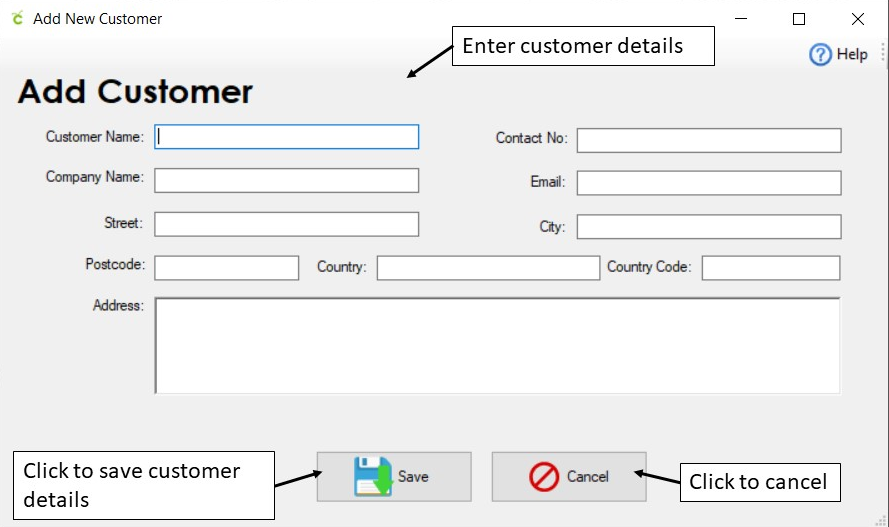 Add New Customer
Enter customer details
Help
Add Customer
Customer Name:
Contact No:
Company Name:
Email:
Street:
City:
Postcode:
Country:
Country Code:
Address:
Click to save customer
details
Save
Cancel
Click to cancel